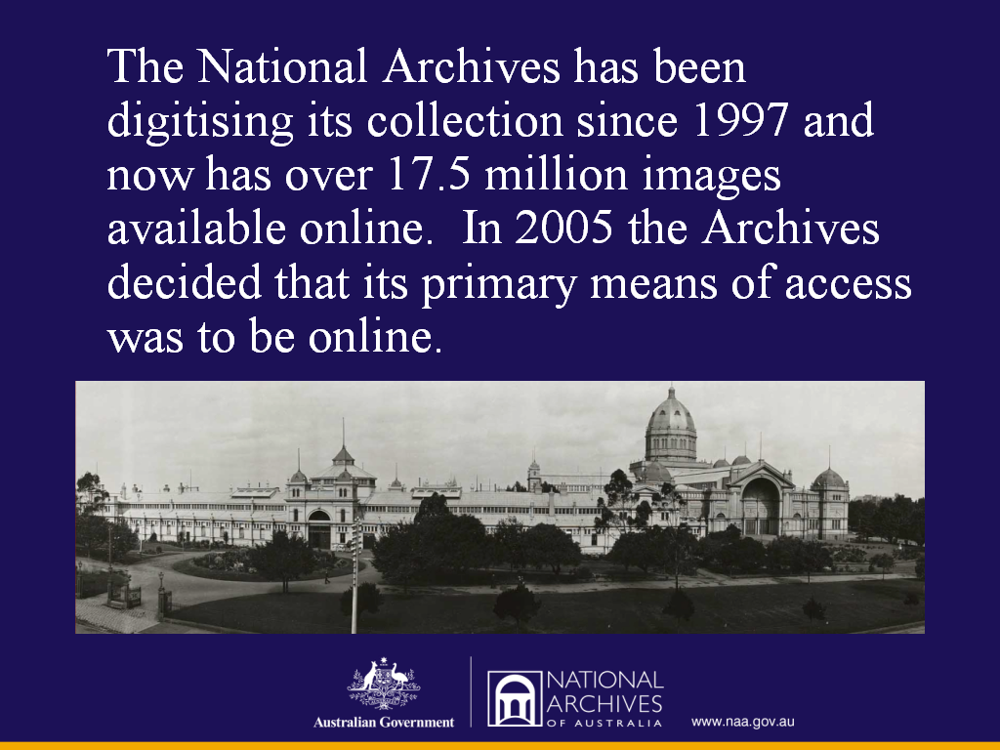 The National Archives has been
digitising its collection since 1997 and
now has over 17.5 million images
available online.  In 2005 the Archives
decided that its primary means of access
was to be online.
Australian Government
NATIONAL
ARCHIVES
OF AUSTRALIA
www.naa.gov.au